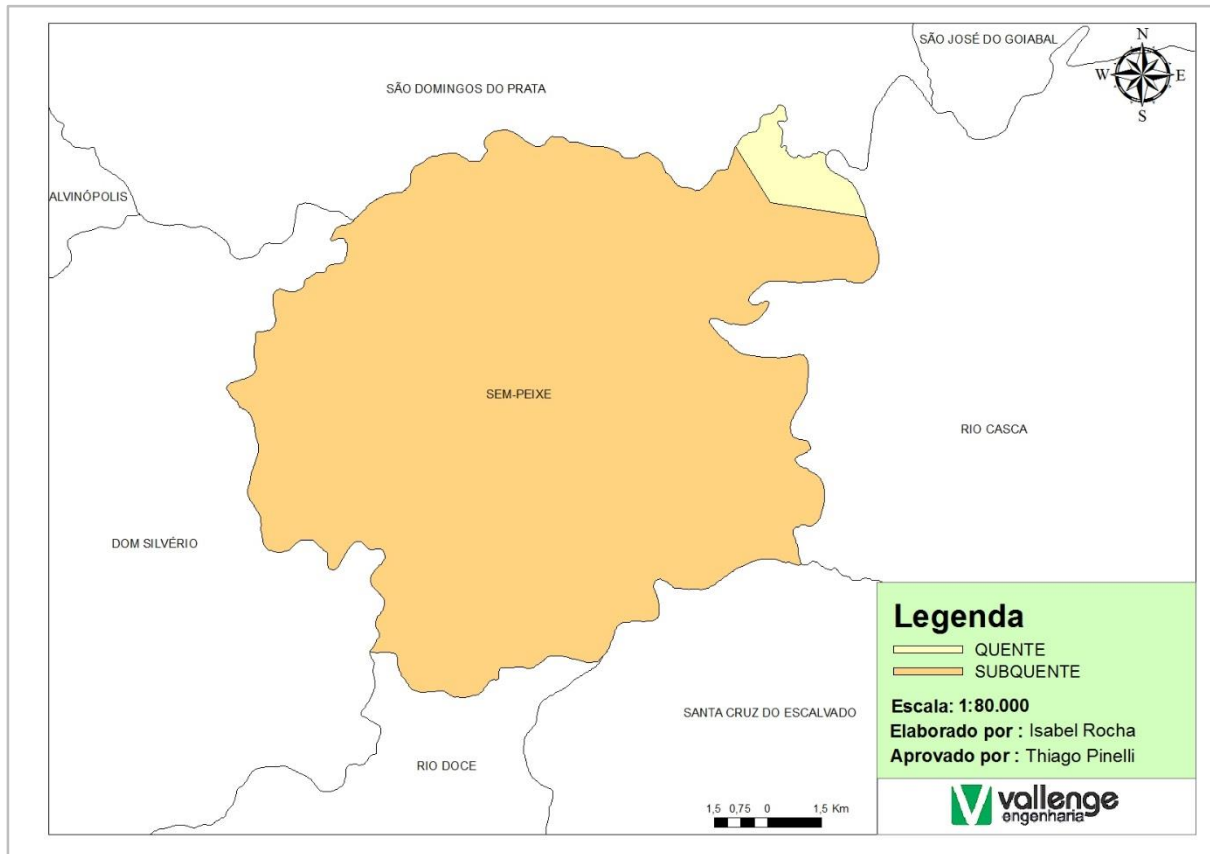 SÃO JOSÉ DO GOIABAL
N
W E
S
SÃO DOMINGOS DO PRATA
ALVINÓPOLIS
SEM-PEIXE
RIO CASCA
DOM SILVÉRIO
SANTA CRUZ DO ESCALVADO
RIO DOCE
1,5 0,75 0 1,5 Km
Legenda
QUENTE
SUBQUENTE
Escala: 1:80.000
Elaborado por : Isabel Rocha
Aprovado por : Thiago Pinelli
vallenge
engenharia